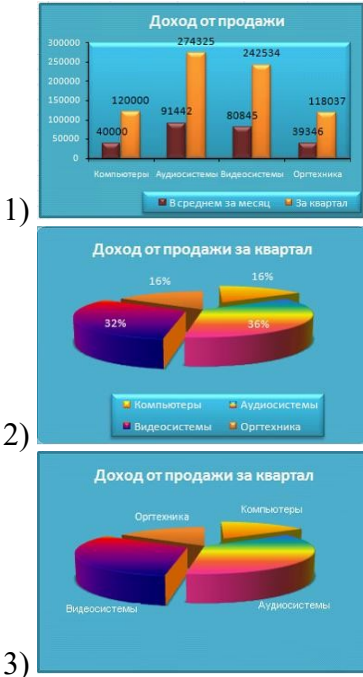 1)
Доход от продажи
300000
250000
200000
150000
100000
50000
0
40000 120000 91442 274325 80845 242534 39346 118037
Компьютеры Аудиосистемы Видеосистемы Оргтехника
В среднем за месяц За квартал
2)
Доход от продажи за квартал
16% 16%
32% 36%
Компьютеры Аудиосистемы
Видеосистемы Оргтехника
3)
Доход от продажи за квартал
Оргтехника Компьютеры
Видеосистемы Аудиосистемы